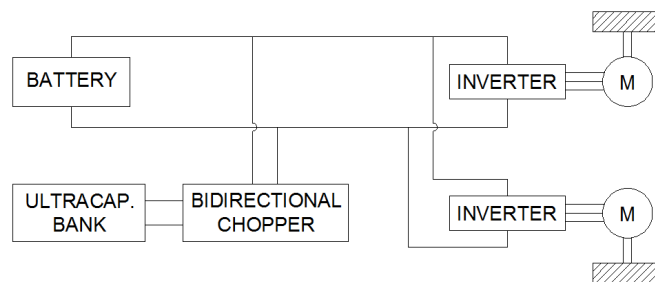 BATTERY
INVERTER
M
ULTRACAP.
BANK
BIDIRECTIONAL
CHOPPER
INVERTER
M